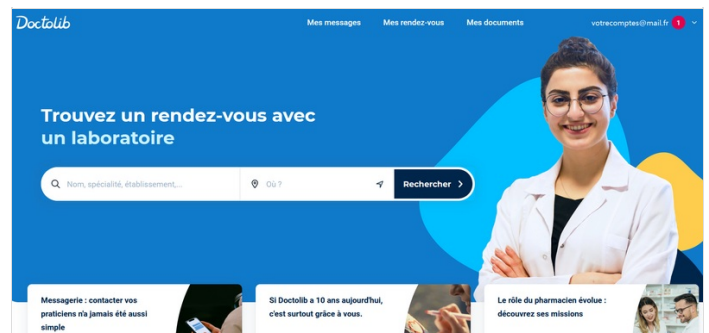 Doctolib
Mes messages Mes rendez-vous Mes documents votrecomptes@mail.fr 1
Trouvez un rendez-vous avec
un laboratoire
Nom, spécialité, établissement,... Où ? Rechercher
Messagerie : contacter vos
praticiens n'a jamais été aussi
simple
Si Doctolib a 10 ans aujourd'hui,
c'est surtout grâce à vous.
Le rôle du pharmacien évolue :
découvrez ses missions